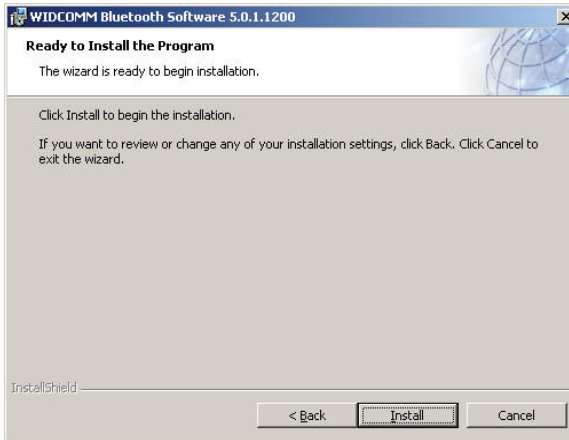 WIDCOMM Bluetooth Software 5.0.1.1200
Ready to Install the Program
The wizard is ready to begin installation.
Click Install to begin the installation.
If you want to review or change any of your installation settings, click Back. Click Cancel to
exit the wizard.
InstallShield
< Back
Install
Cancel